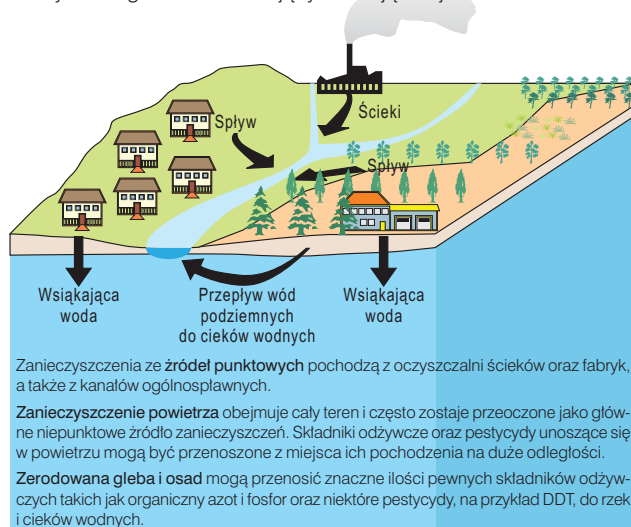 Ścieki
Spływ
Spływ
Wsiąkająca
woda
Przepływ wód
podziemnych
do cieków wodnych
Wsiąkająca
woda
Zanieczyszczenia ze źródeł punktowych pochodzą z oczyszczalni ścieków oraz fabryk,
a także z kanałów ogólnospławnych.
Zanieczyszczenie powietrza obejmuje cały teren i często zostaje przeoczone jako głów-
ne niepunktowe źródło zanieczyszczeń. Składniki odżywcze oraz pestycydy unoszące się
w powietrzu mogą być przenoszone z miejsca ich pochodzenia na duże odległości.
Zerodowana gleba i osad mogą przenosić znaczne ilości pewnych składników odżyw-
czych takich jak organiczny azot i fosfor oraz niektóre pestycydy, na przykład DDT, do rzek
i cieków wodnych.